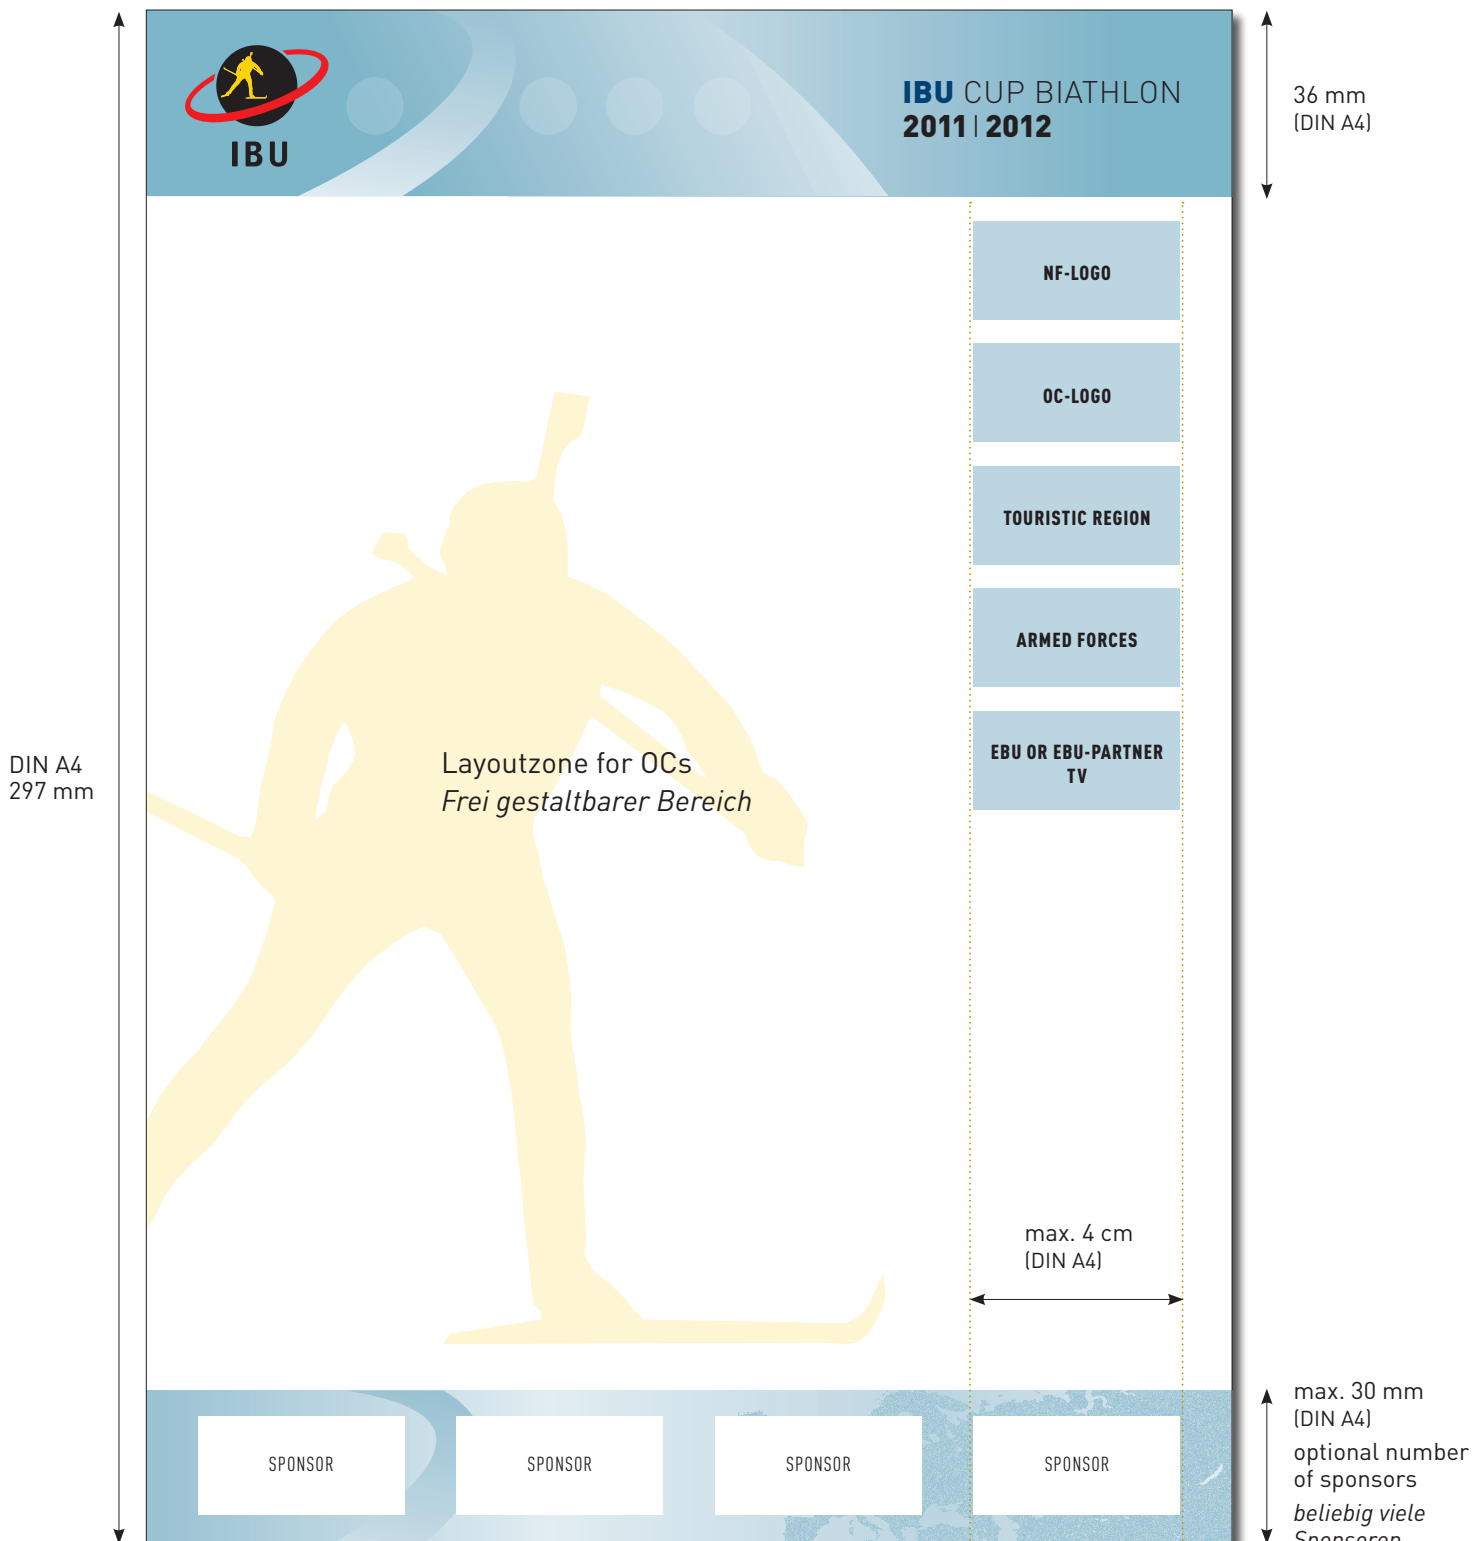 IBU
IBU CUP BIATHLON
2011 | 2012
36 mm
(DIN A4)
NF-LOGO
OC-LOGO
TOURISTIC REGION
ARMED FORCES
EBU OR EBU-PARTNER
TV
DIN A4
297 mm
Layoutzone for OCs
Frei gestaltbarer Bereich
max. 4 cm
(DIN A4)
SPONSOR
SPONSOR
SPONSOR
SPONSOR
max. 30 mm
(DIN A4)
optional number
of sponsors
beliebig viele
Sponsoren